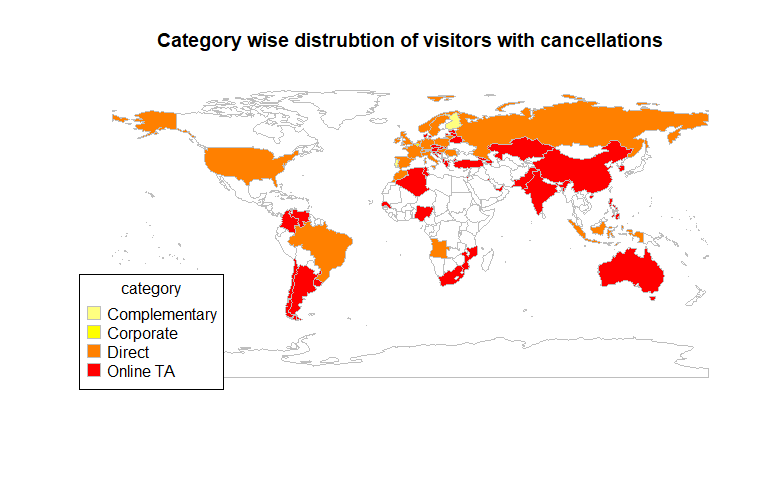 Category wise distrubtion of visitors with cancellations
category
Complementary
Corporate
Direct
Online TA